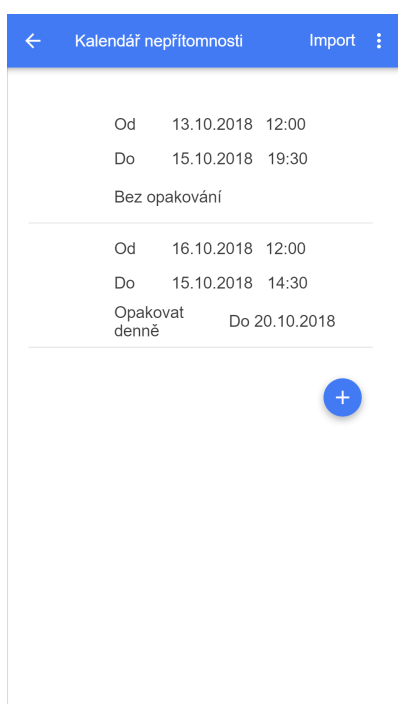 Kalendář nepřítomnosti Import
Od 13.10.2018 12:00
Do 15.10.2018 19:30
Bez opakování
Od 16.10.2018 12:00
Do 15.10.2018 14:30
Opakovat
denně
Do 20.10.2018